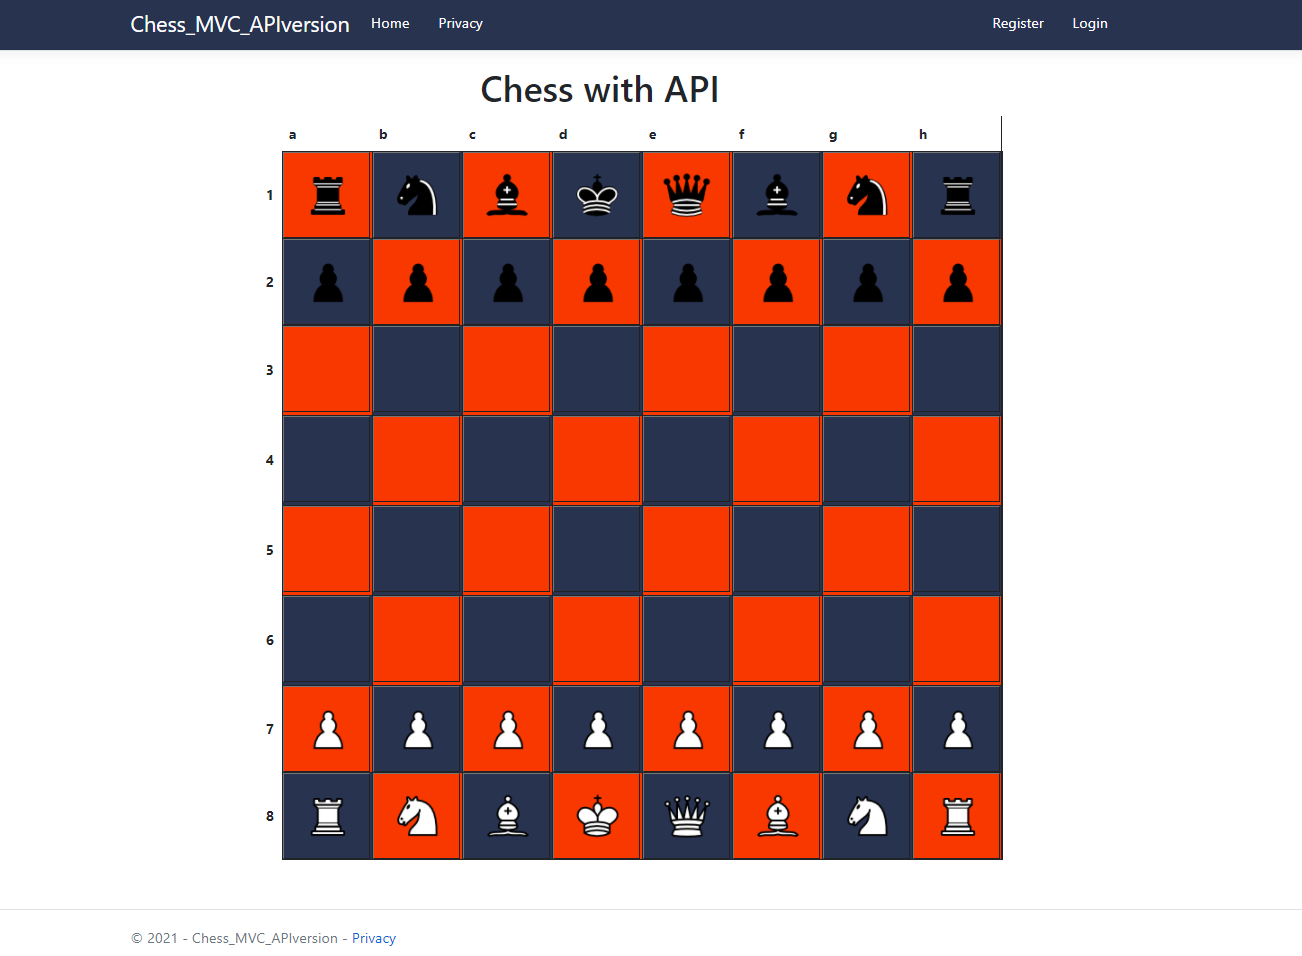 Chess_MVC_APIversion Home Privacy Register Login
Chess with API
a b c d e f g h
1
2
3
4
5
6
7
8
© 2021 - Chess_MVC_APIversion - Privacy